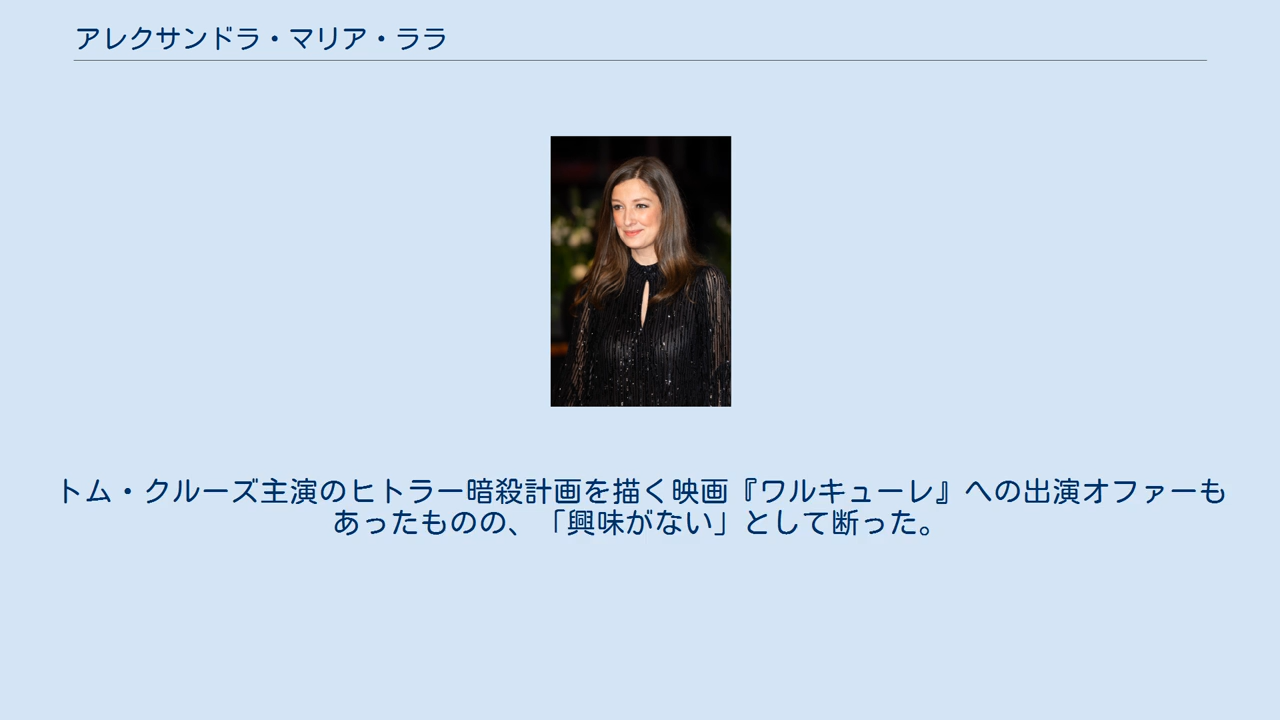 アレクサンドラ・マリア・ララ
トム・クルーズ主演のヒトラー暗殺計画を描く映画『ワルキューレ』への出演オファーも
あったものの、「興味がない」として断った。